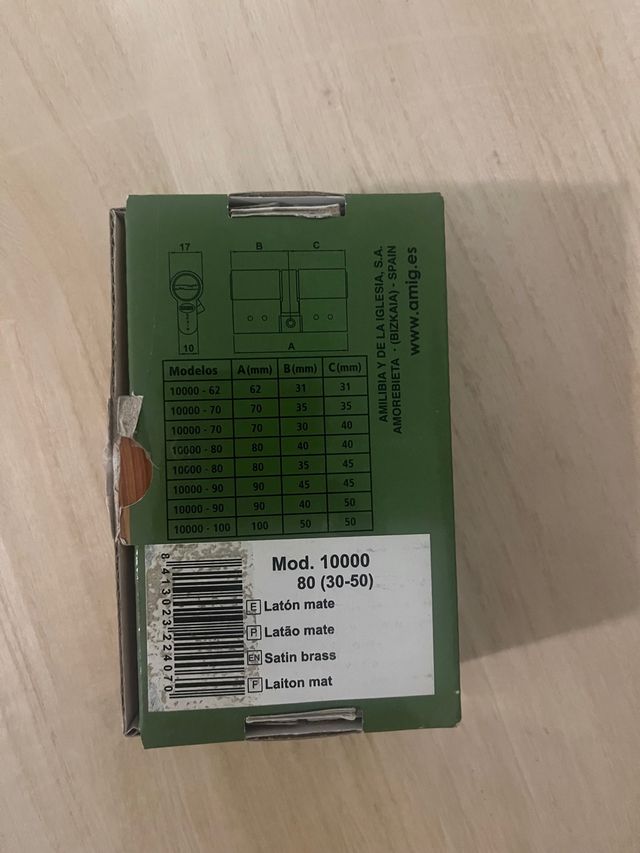 17
B
C
10
A
Modelos A(mm) B(mm) C(mm)
10000 - 62 62 31 31
10000 - 70 70 35 35
10000 - 70 70 30 40
10000 - 80 80 40 40
10000 - 80 80 35 45
10000 - 90 90 45 45
10000 - 90 90 40 50
10000 - 100 100 50 50
AMILIBIA Y DE LA IGLESIA, S.A.
AMOREBIETA - (BIZKAIA) - SPAIN
www.amig.es
8413023224070
Mod. 10000
80 (30-50)
E Latón mate
P Latão mate
EN Satin brass
F Laiton mat